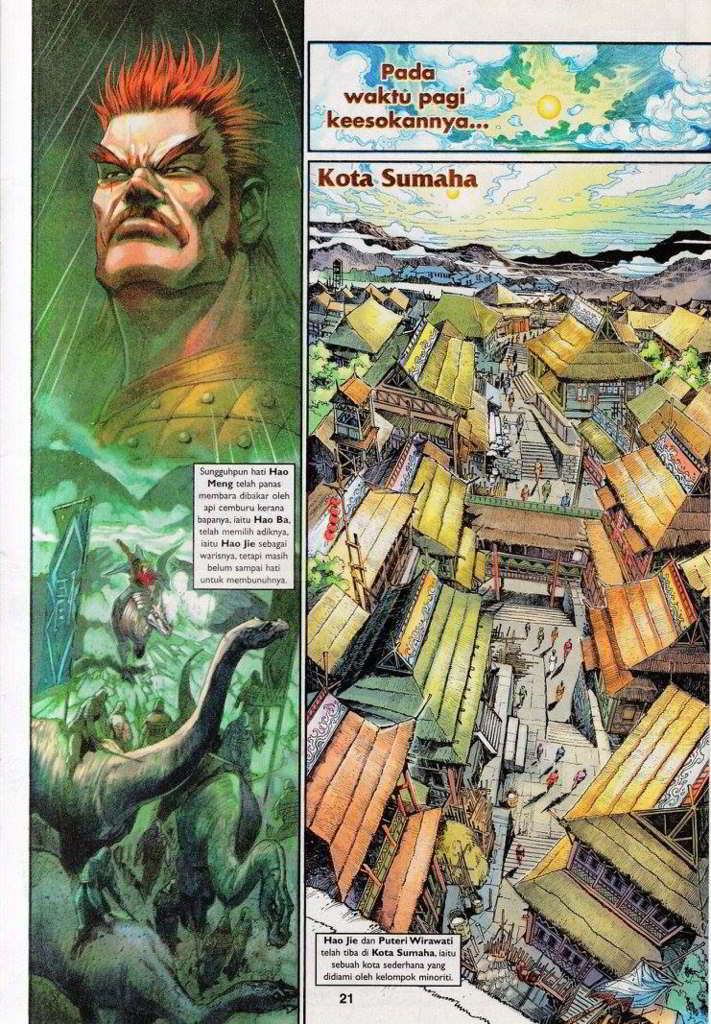 Pada
waktu pagi
keesokannya...
Kota Sumaha
Sungguhpun hati Hao
Meng telah panas
membara dibakar oleh
api cemburu kerana
bapanya, iaitu Hao Ba,
telah memilih adiknya,
iaitu Hao Jie sebagai
warisnya, tetapi masih
belum sampai hati
untuk membunuhnya.
Hao Jie dan Puteri Wirawati
telah tiba di Kota Sumaha, iaitu
sebuah kota sederhana yang
didiami oleh kelompok minoriti.
21